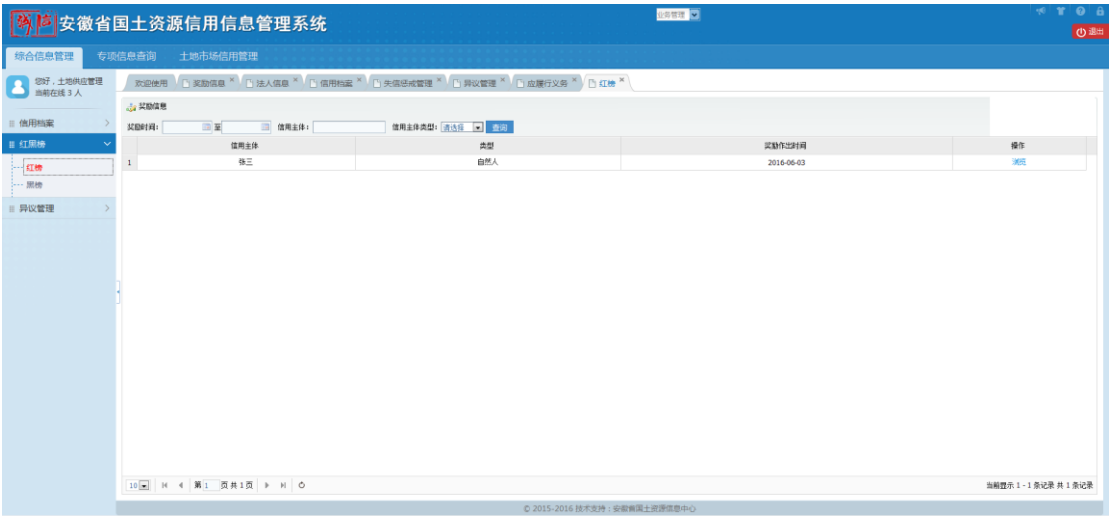 诚信 安徽省国土资源信用信息管理系统
业务管理
退出
综合信息管理 专项信息查询 土地市场信用管理
您好，土地供应管理
当前在线 3 人
欢迎使用 奖励信息 法人信息 信用档案 失信惩戒管理 异议管理 应履行义务 红榜
奖励信息
信用档案
奖励时间： 至 信用主体： 信用主体类型： 请选择 查询
红黑榜
信用主体 类型 奖励作出时间 操作
1 张三 自然人 2016-06-03 浏览
红榜
黑榜
异议管理
10 第 1 页 共 1 页 当前显示 1 - 1 条记录 共 1 条记录
© 2015-2016 技术支持：安徽省国土资源信息中心